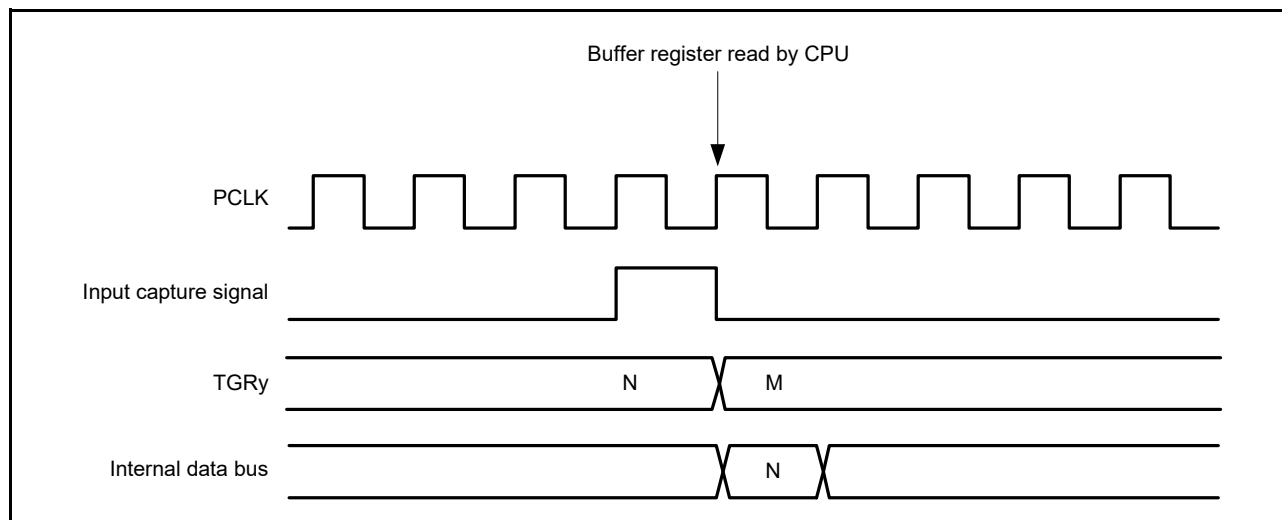 Buffer register read by CPU
PCLK
Input capture signal
TGRy
N
M
Internal data bus
N